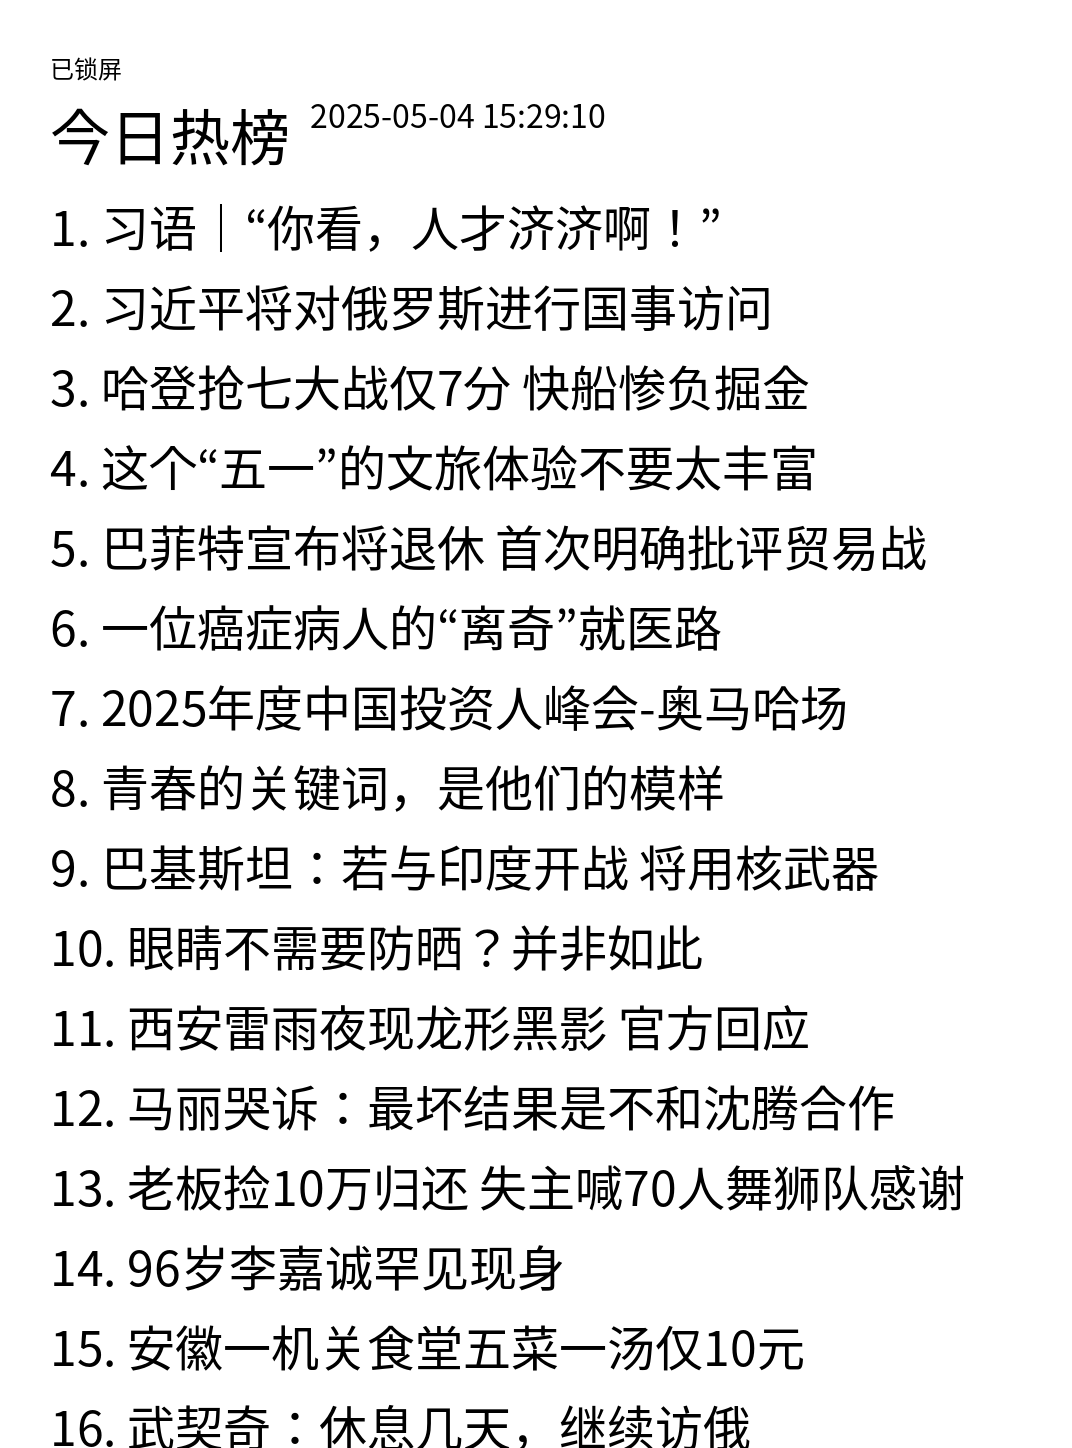 已锁屏
今日热榜 2025-05-04 15:29:10
1. 习语｜“你看，人才济济啊！”
2. 习近平将对俄罗斯进行国事访问
3. 哈登抢七大战仅7分 快船惨负掘金
4. 这个“五一”的文旅体验不要太丰富
5. 巴菲特宣布将退休 首次明确批评贸易战
6. 一位癌症病人的“离奇”就医路
7. 2025年度中国投资人峰会-奥马哈场
8. 青春的关键词，是他们的模样
9. 巴基斯坦：若与印度开战 将用核武器
10. 眼睛不需要防晒？并非如此
11. 西安雷雨夜现龙形黑影 官方回应
12. 马丽哭诉：最坏结果是不和沈腾合作
13. 老板捡10万归还 失主喊70人舞狮队感谢
14. 96岁李嘉诚罕见现身
15. 安徽一机关食堂五菜一汤仅10元
16. 武契奇：休息几天，继续访俄